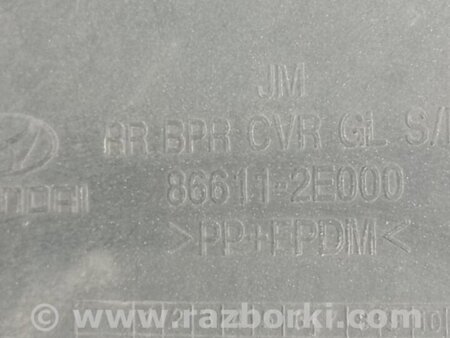 JM
RR BPR CVR GL S/
86611-2E000
>PP+EPDM<
© www.razborki.com